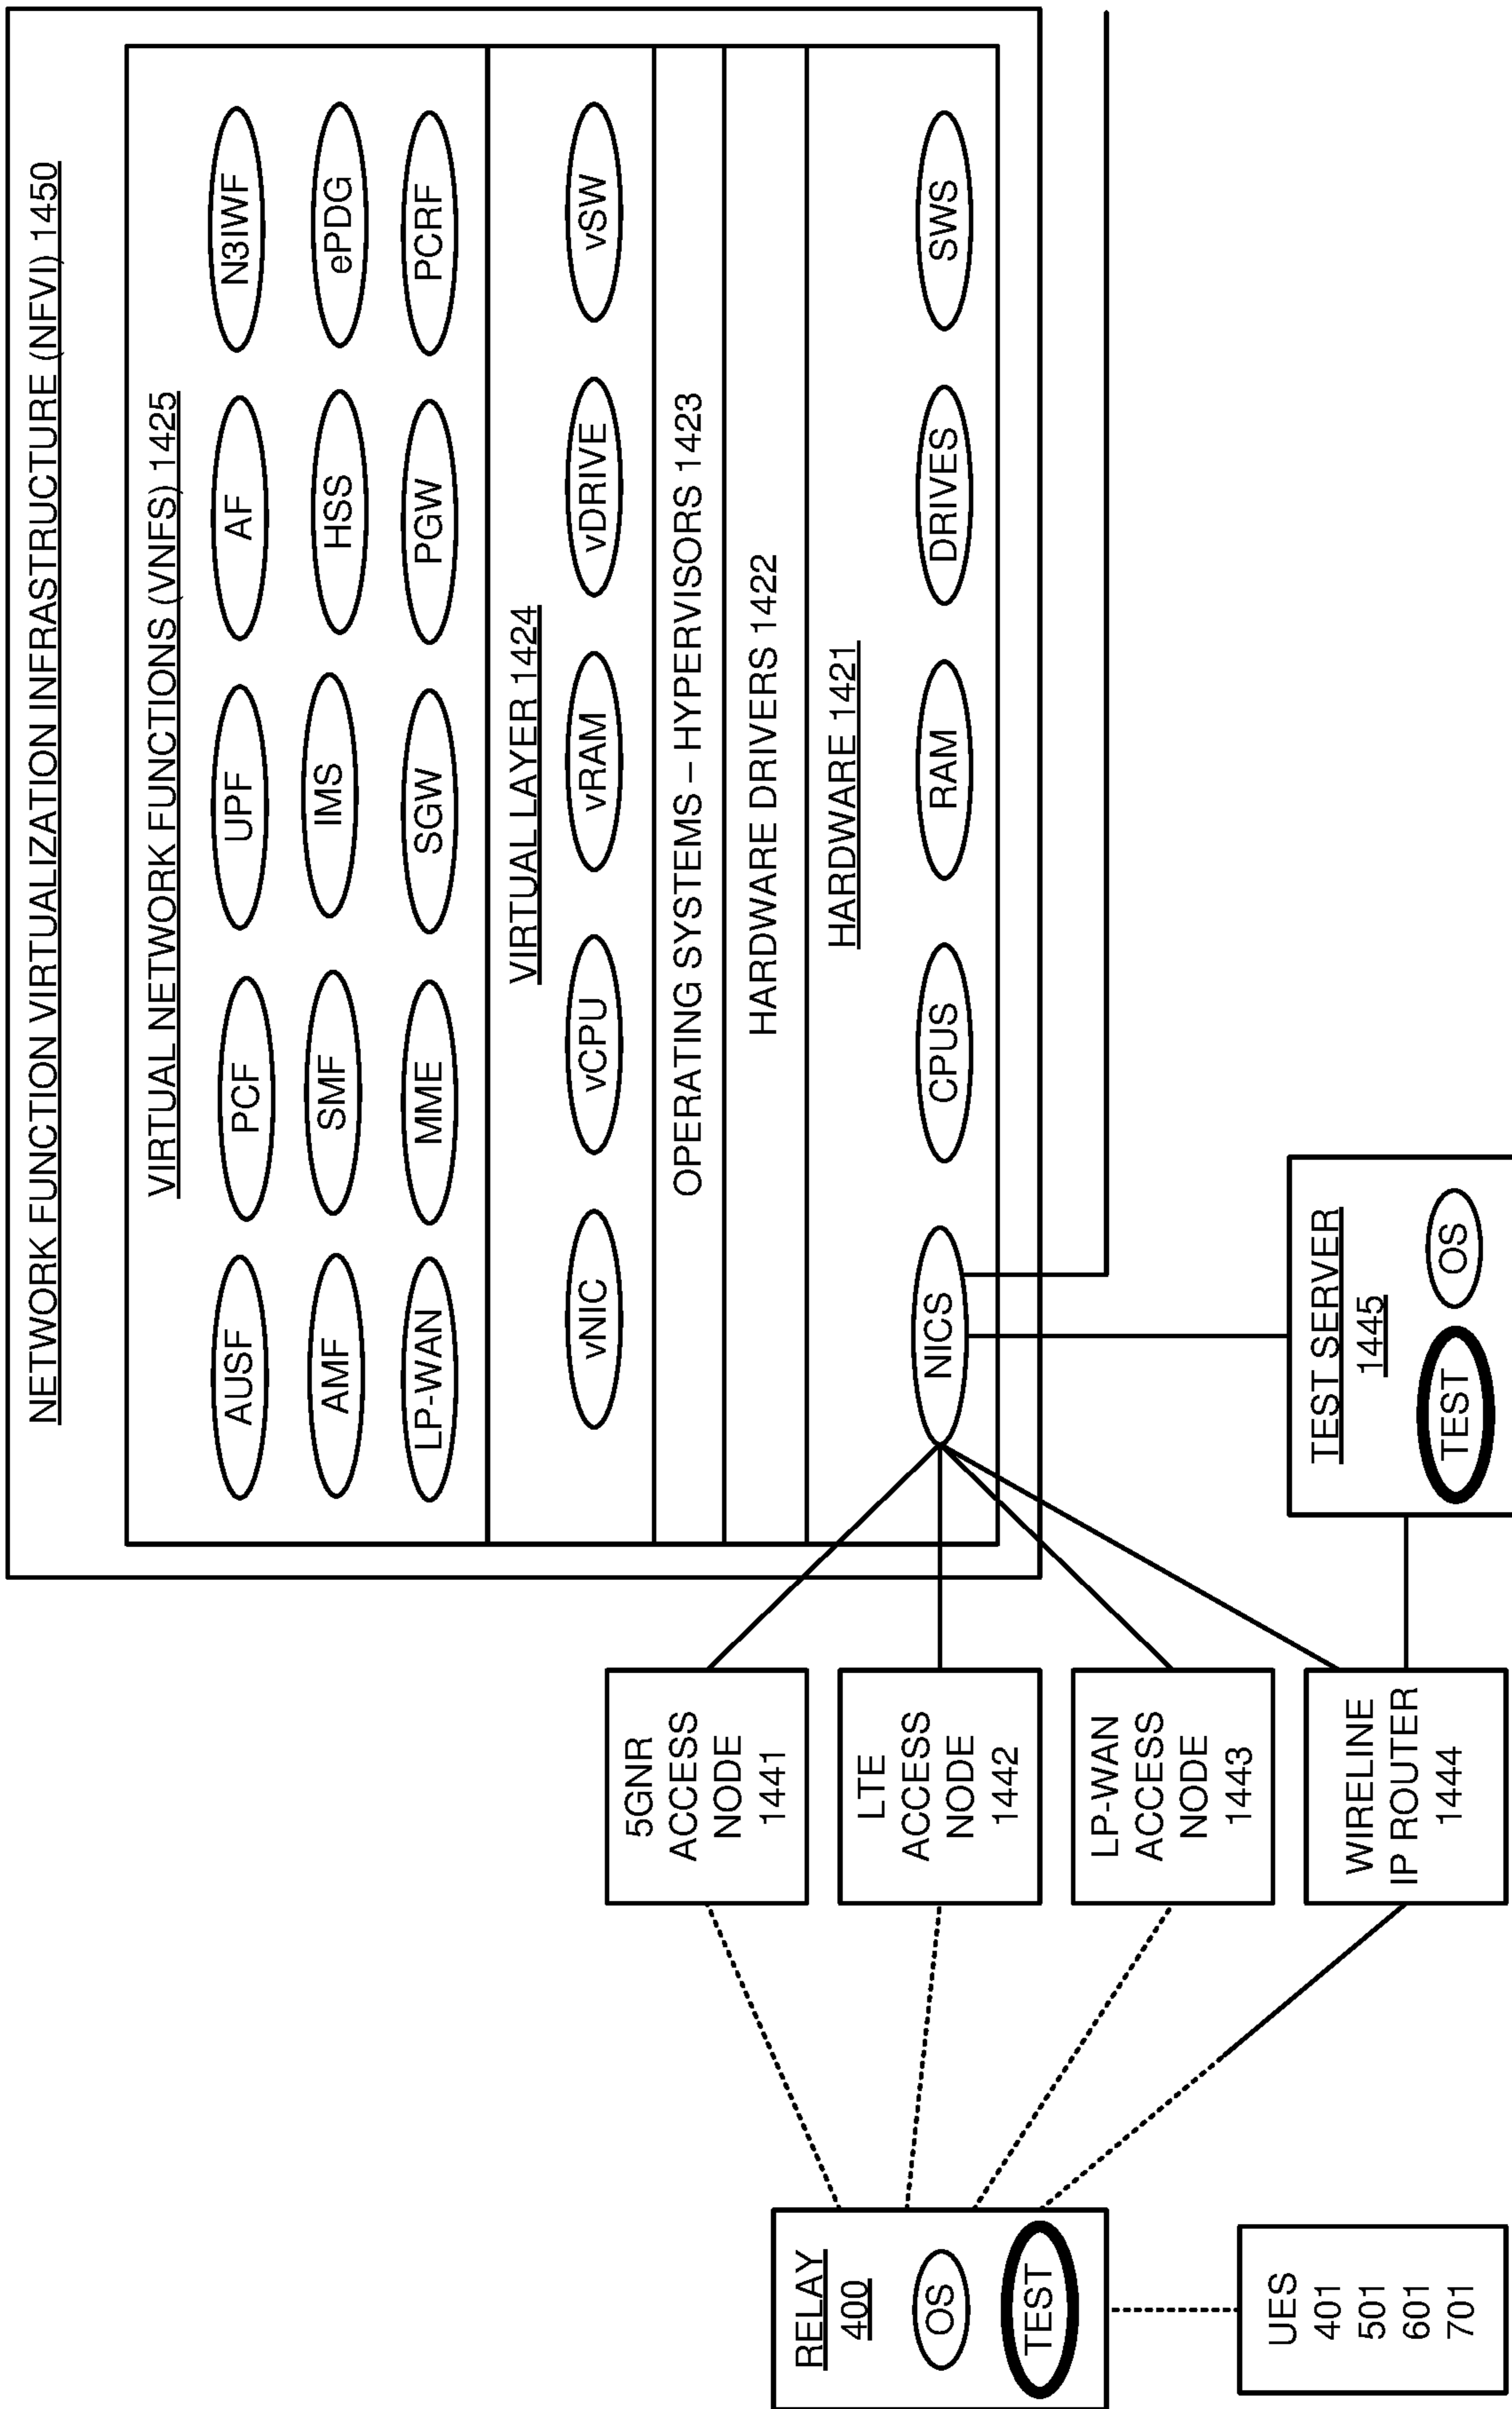 NETWORK FUNCTION VIRTUALIZATION INFRASTRUCTURE (NFVI) 1450
VIRTUAL NETWORK FUNCTIONS (VNFS) 1425
AUSF
PCF
UPF
AF
N3IWF
AMF
SMF
IMS
HSS
ePDG
LP-WAN
MME
SGW
PGW
PCRF
VIRTUAL LAYER 1424
vNIC
vCPU
vRAM
vDRIVE
vSW
OPERATING SYSTEMS – HYPERVISORS 1423
HARDWARE DRIVERS 1422
HARDWARE 1421
NICS
CPUS
RAM
DRIVES
SWS
5GNR
ACCESS
NODE
1441
LTE
ACCESS
NODE
1442
LP-WAN
ACCESS
NODE
1443
WIRELINE
IP ROUTER
1444
TEST SERVER
1445
TEST
OS
RELAY
400
OS
TEST
UES
401
501
601
701